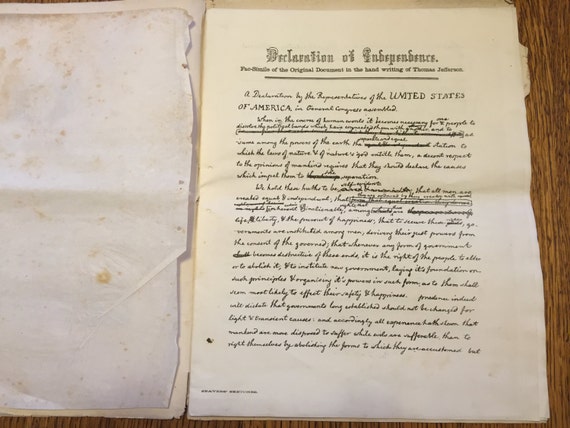 Declaration of Independence.
Fac-Simile of the Original Document in the hand writing of Thomas Jefferson.
A Declaration by the Representatives of the UNITED STATES
OF AMERICA, in General Congress assembled.
When in the course of human events it becomes necessary for a people to
one
dissolve the political bands which have connected them with another, and to
as-
separate and equal
sume among the powers of the earth the station to
which the laws of nature & of nature's god entitle them, a decent respect
to the opinions of mankind requires that they should declare the causes
the
which impel them to separation.
self-evident
We hold these truths to be that all men are
created equal & independent; that
life, & liberty, & the pursuit of happiness; that to secure these, go-
vernments are instituted among men, deriving their just powers from
the consent of the governed; that whenever any form of government
shall becomes destructive of these ends, it is the right of the people to alter
or to abolish it, & to institute new government, laying it's foundation on
such principles & organising it's powers in such form, as to them shall
seem most likely to effect their safety & happiness. prudence indeed
will dictate that governments long established should not be changed for
light & transient causes: and accordingly all experience hath shewn that
mankind are more disposed to suffer while evils are sufferable, than to
right themselves by abolishing the forms to which they are accustomed but